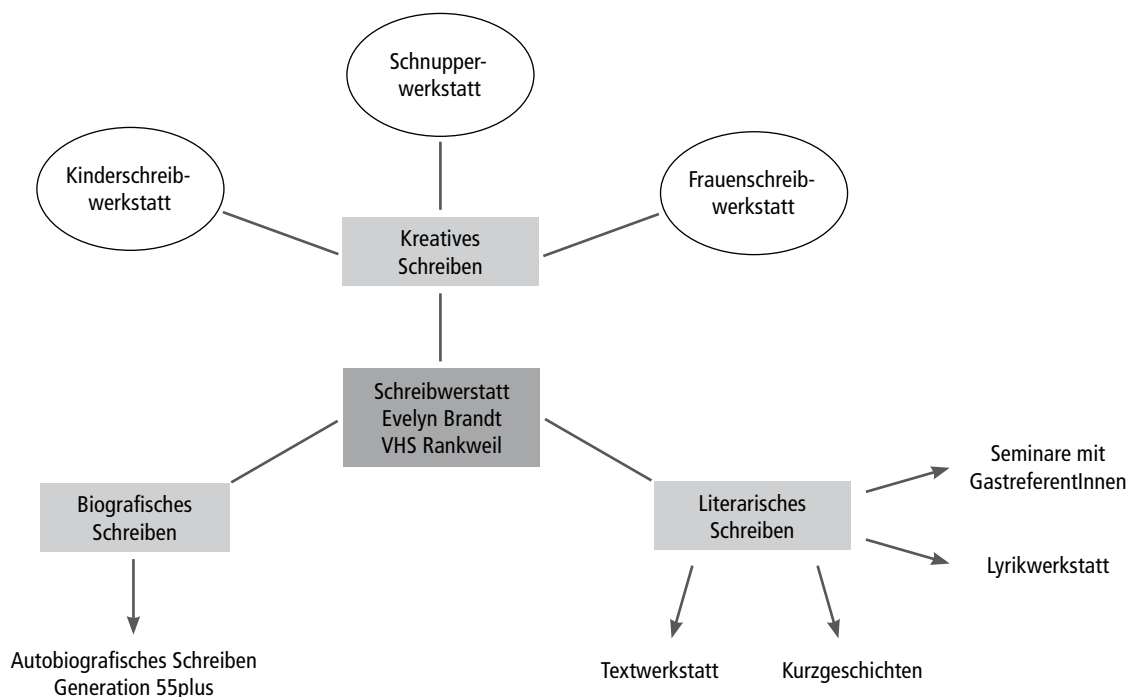 Schnupper-
werkstatt
Kinderschreib-
werkstatt
Frauenschreib-
werkstatt
Kreatives
Schreiben
Schreibwerstatt
Evelyn Brandt
VHS Rankweil
Biografisches
Schreiben
Literarisches
Schreiben
Seminare mit
GastreferentInnen
Lyrikwerkstatt
Autobiografisches Schreiben
Generation 55plus
Textwerkstatt
Kurzgeschichten